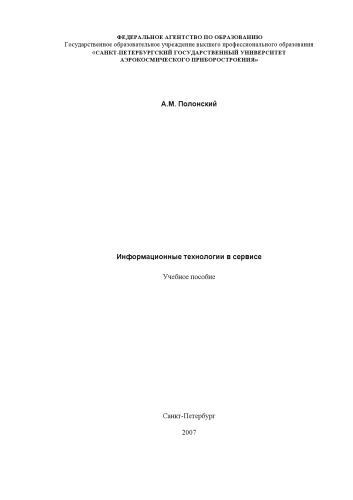 ФЕДЕРАЛЬНОЕ АГЕНТСТВО ПО ОБРАЗОВАНИЮ
Государственное образовательное учреждение высшего профессионального образования
«САНКТ-ПЕТЕРБУРГСКИЙ ГОСУДАРСТВЕННЫЙ УНИВЕРСИТЕТ
АЭРОКОСМИЧЕСКОГО ПРИБОРОСТРОЕНИЯ»
А.М. Полонский
Информационные технологии в сервисе
Учебное пособие
Санкт-Петербург
2007